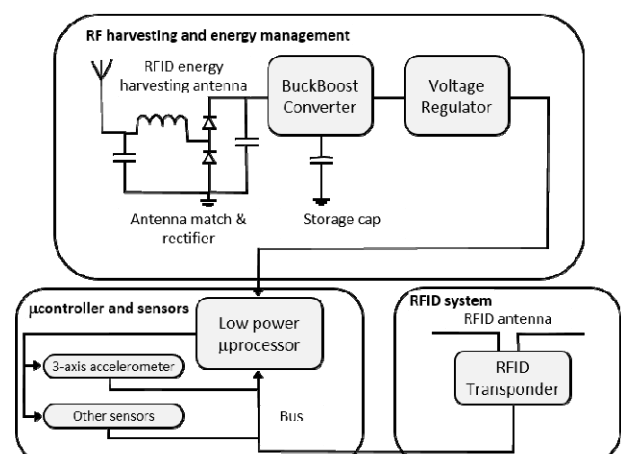 RF harvesting and energy management
RFID energy
harvesting antenna
BuckBoost
Converter
Voltage
Regulator
Antenna match &
rectifier
Storage cap
μcontroller and sensors
Low power
μprocessor
3-axis accelerometer
Other sensors
Bus
RFID system
RFID antenna
RFID
Transponder